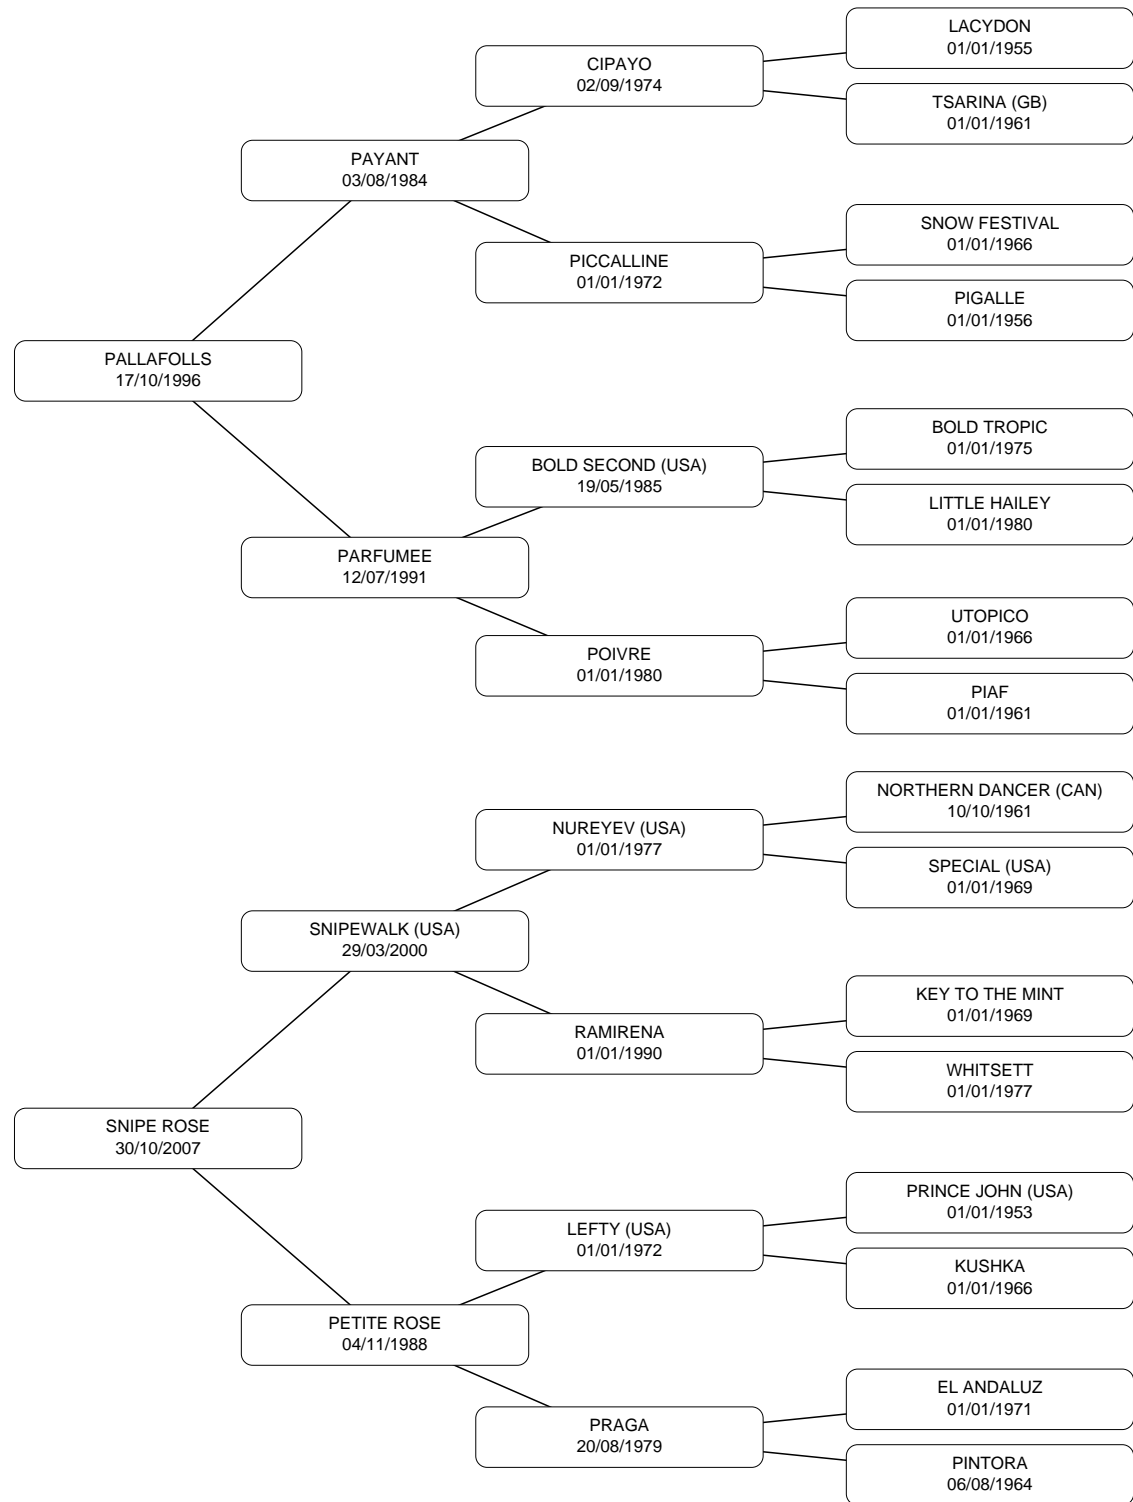 LACYDON
01/01/1955
CIPAYO
02/09/1974
TSARINA (GB)
01/01/1961
PAYANT
03/08/1984
SNOW FESTIVAL
01/01/1966
PICCALLINE
01/01/1972
PIGALLE
01/01/1956
PALLAFOLLS
17/10/1996
BOLD TROPIC
01/01/1975
BOLD SECOND (USA)
19/05/1985
LITTLE HAILEY
01/01/1980
PARFUMEE
12/07/1991
UTOPICO
01/01/1966
POIVRE
01/01/1980
PIAF
01/01/1961
NORTHERN DANCER (CAN)
10/10/1961
NUREYEV (USA)
01/01/1977
SPECIAL (USA)
01/01/1969
SNIPEWALK (USA)
29/03/2000
KEY TO THE MINT
01/01/1969
RAMIRENA
01/01/1990
WHITSETT
01/01/1977
SNIPE ROSE
30/10/2007
PRINCE JOHN (USA)
01/01/1953
LEFTY (USA)
01/01/1972
KUSHKA
01/01/1966
PETITE ROSE
04/11/1988
EL ANDALUZ
01/01/1971
PRAGA
20/08/1979
PINTORA
06/08/1964